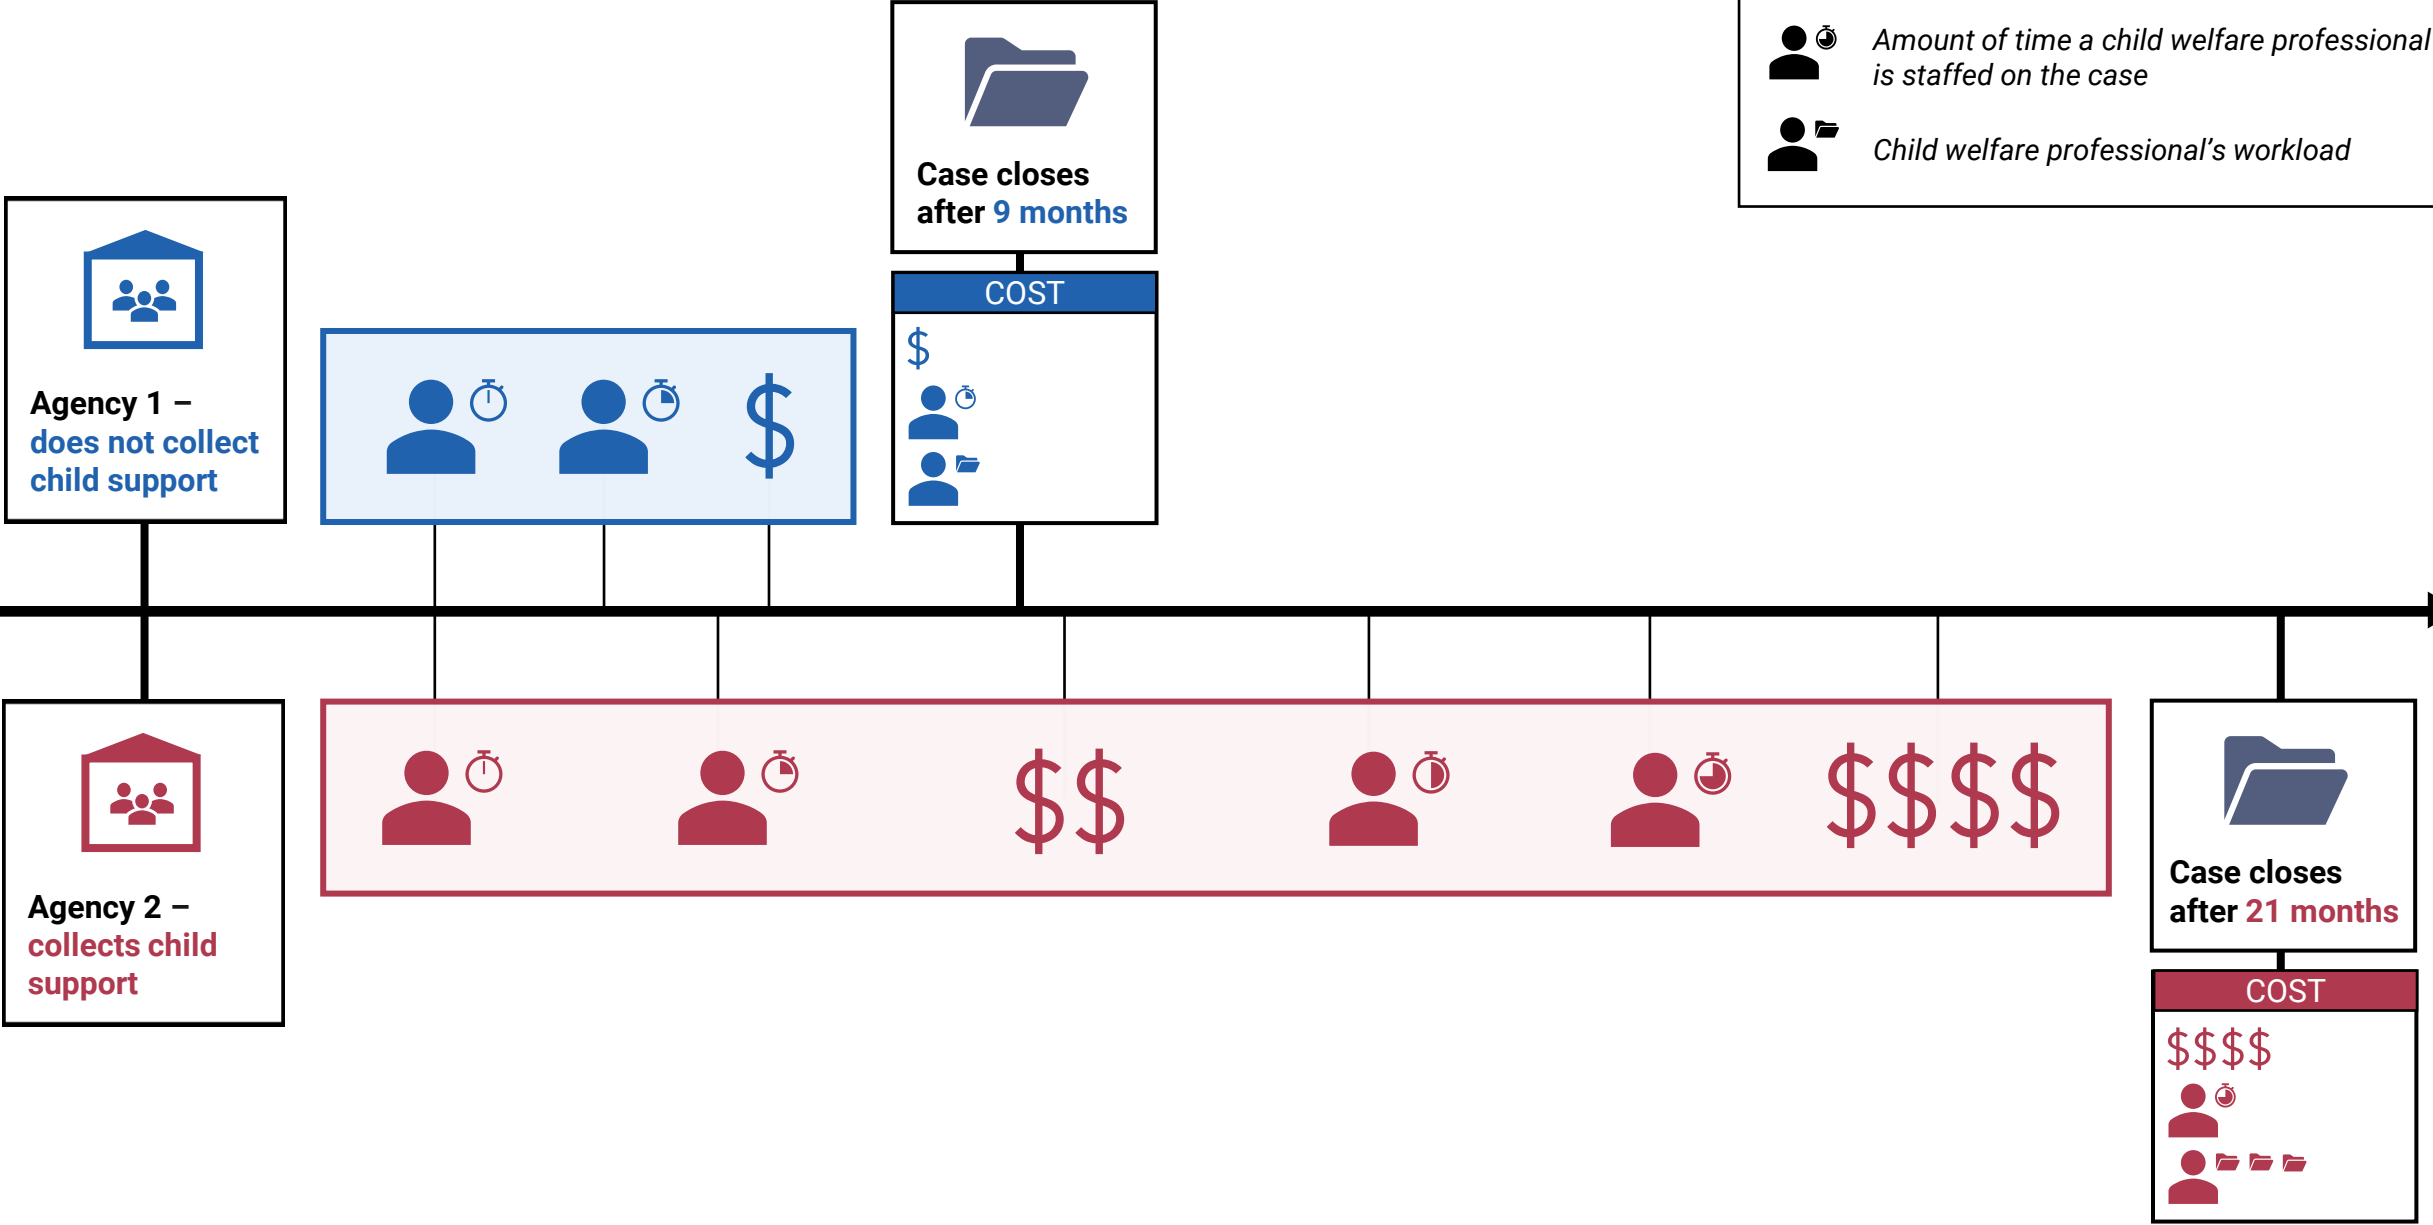 Amount of time a child welfare professional
is staffed on the case
Child welfare professional's workload
Case closes
after 9 months
COST
$
Agency 1 –
does not collect
child support
$
Agency 2 –
collects child
support
$$
$$$$
Case closes
after 21 months
COST
$$$$